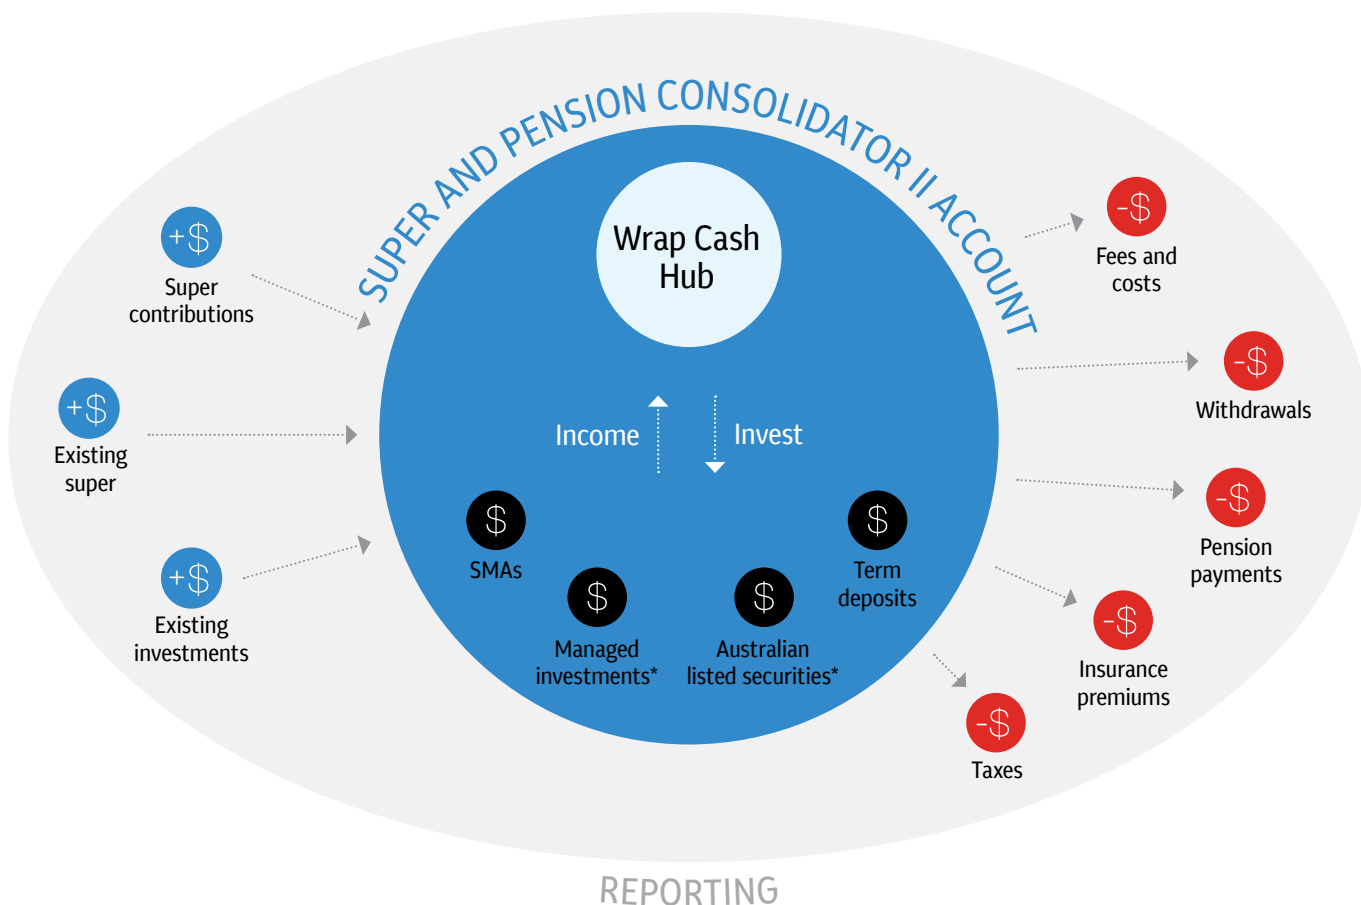 SUPER AND PENSION CONSOLIDATOR II ACCOUNT
Wrap Cash
Hub
+$
Super
contributions
+$
Existing
super
+$
Existing
investments
Income
Invest
$
SMAs
$
Managed
investments*
$
Australian
listed securities*
$
Term
deposits
-$
Fees and
costs
-$
Withdrawals
-$
Pension
payments
-$
Insurance
premiums
-$
Taxes
REPORTING